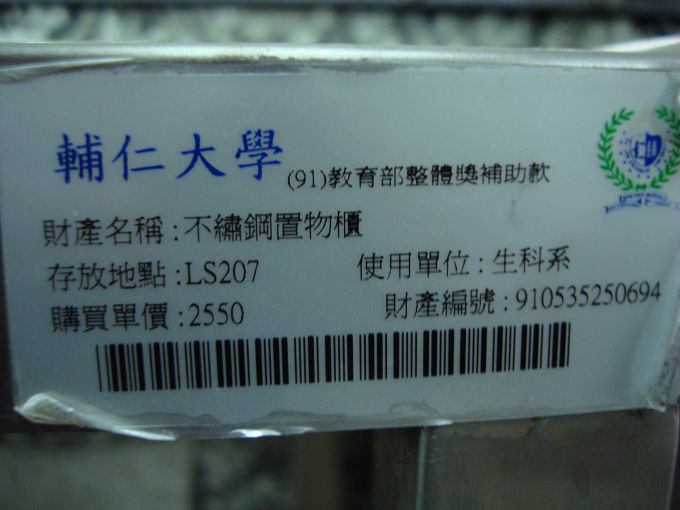 輔仁大學 (91)教育部整體獎補助款
財產名稱:不鏽鋼置物櫃
存放地點:LS207 使用單位:生科系
購買單價:2550 財產編號:910535250694